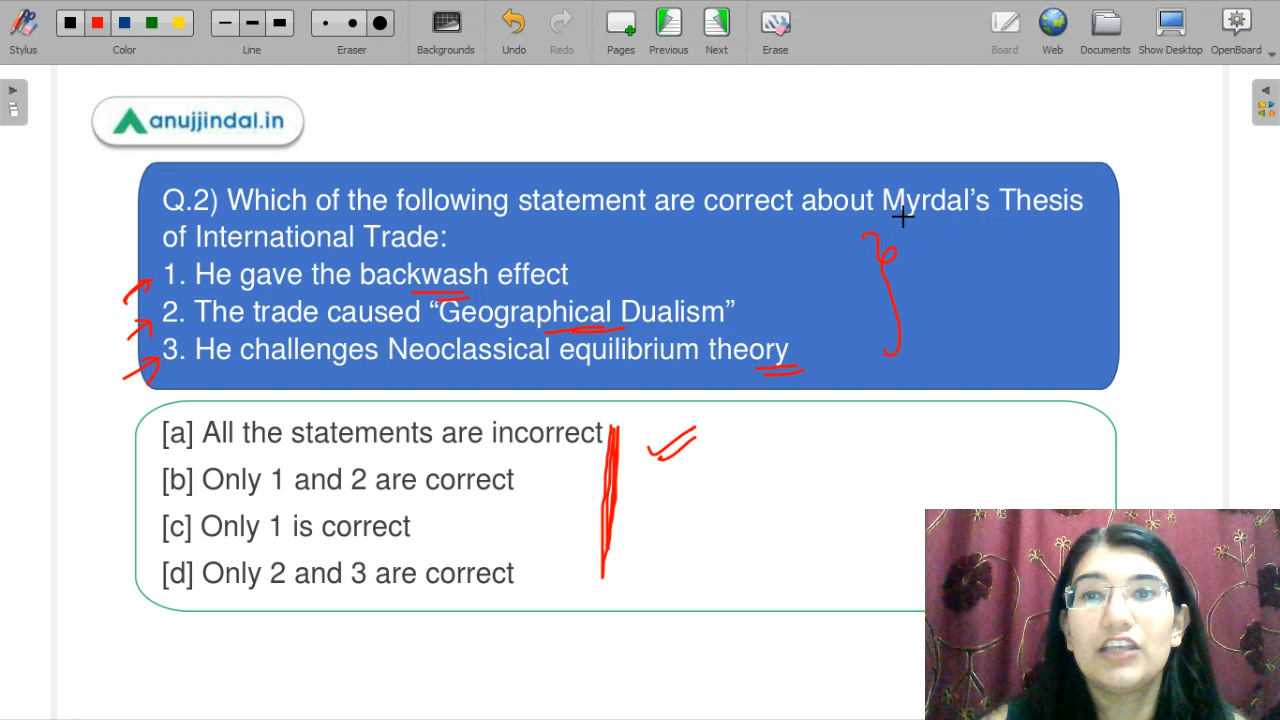 Stylus
Color
Line
Eraser
Backgrounds
Undo
Redo
Pages
Previous
Next
Erase
Board
Web
Documents
Show Desktop
OpenBoard
anujjindal.in
Q.2) Which of the following statement are correct about Myrdal’s Thesis
of International Trade:
1. He gave the backwash effect
2. The trade caused “Geographical Dualism”
3. He challenges Neoclassical equilibrium theory
[a] All the statements are incorrect
[b] Only 1 and 2 are correct
[c] Only 1 is correct
[d] Only 2 and 3 are correct